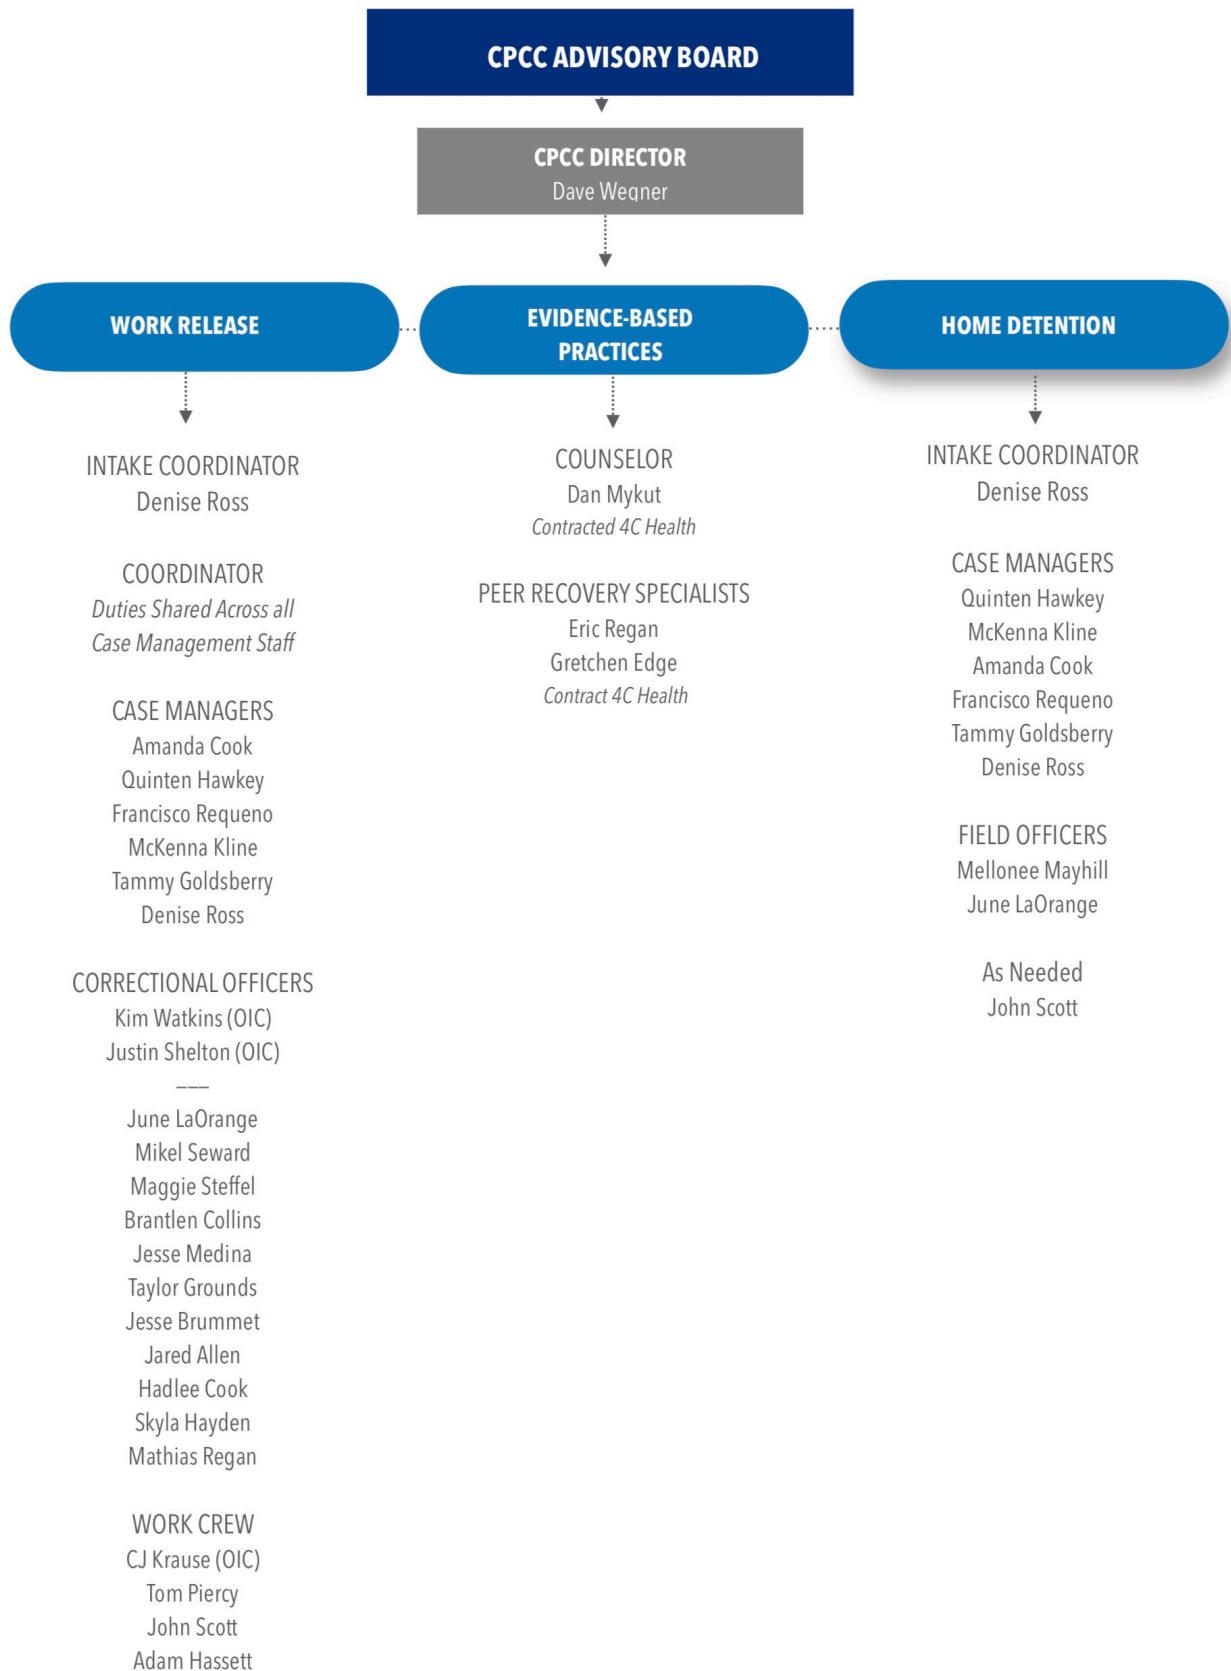 CPCC ADVISORY BOARD
CPCC DIRECTOR
Dave Wegner
WORK RELEASE
INTAKE COORDINATOR
Denise Ross
COORDINATOR
Duties Shared Across all
Case Management Staff
CASE MANAGERS
Amanda Cook
Quinten Hawkey
Francisco Requeno
McKenna Kline
Tammy Goldsberry
Denise Ross
CORRECTIONAL OFFICERS
Kim Watkins (OIC)
Justin Shelton (OIC)
___
June LaOrange
Mikel Seward
Maggie Steffel
Brantlen Collins
Jesse Medina
Taylor Grounds
Jesse Brummet
Jared Allen
Hadlee Cook
Skyla Hayden
Mathias Regan
WORK CREW
CJ Krause (OIC)
Tom Piercy
John Scott
Adam Hassett
EVIDENCE-BASED
PRACTICES
COUNSELOR
Dan Mykut
Contracted 4C Health
PEER RECOVERY SPECIALISTS
Eric Regan
Gretchen Edge
Contract 4C Health
HOME DETENTION
INTAKE COORDINATOR
Denise Ross
CASE MANAGERS
Quinten Hawkey
McKenna Kline
Amanda Cook
Francisco Requeno
Tammy Goldsberry
Denise Ross
FIELD OFFICERS
Mellonee Mayhill
June LaOrange
As Needed
John Scott